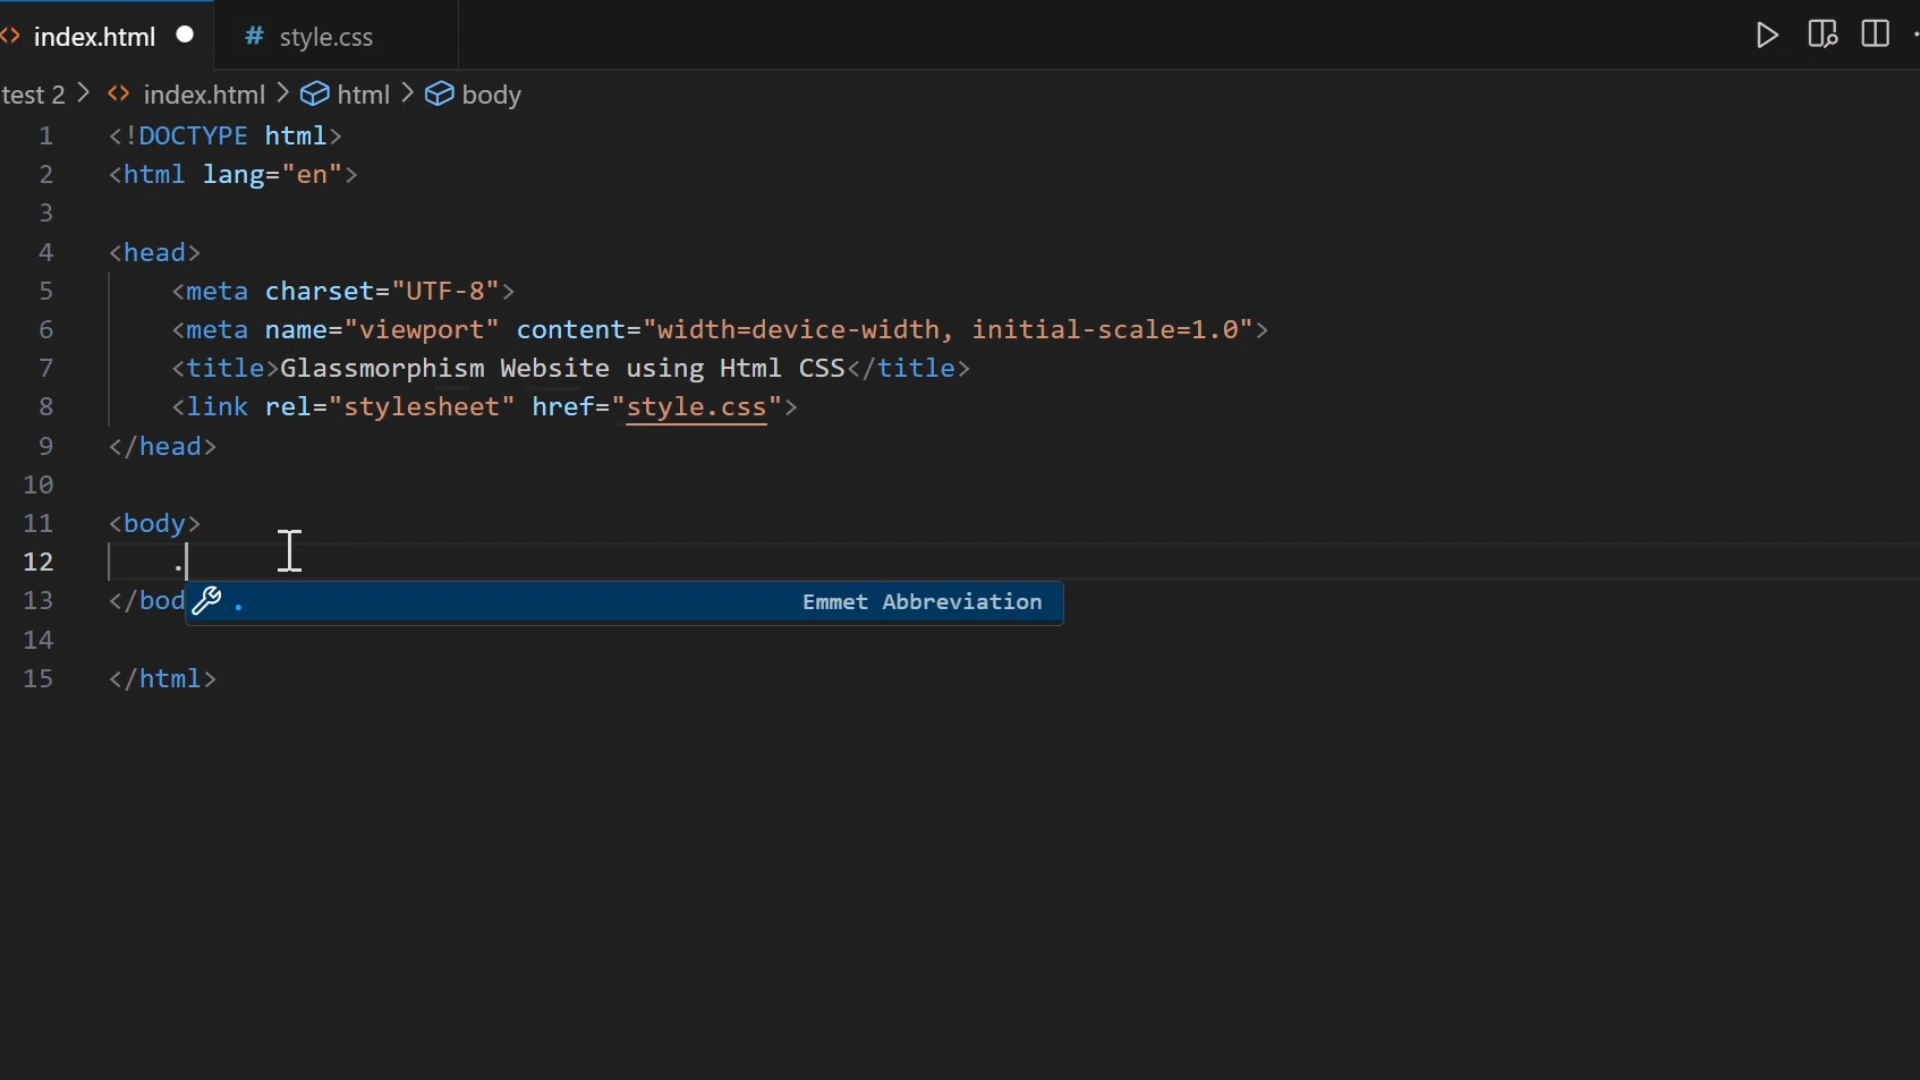 index.html
# style.css
test 2 > <> index.html > html > body
1 <!DOCTYPE html>
2 <html lang="en">
3
4 <head>
5 <meta charset="UTF-8">
6 <meta name="viewport" content="width=device-width, initial-scale=1.0">
7 <title>Glassmorphism Website using Html CSS</title>
8 <link rel="stylesheet" href="style.css">
9 </head>
10
11 <body>
12 .
13 </bod
. Emmet Abbreviation
14
15 </html>